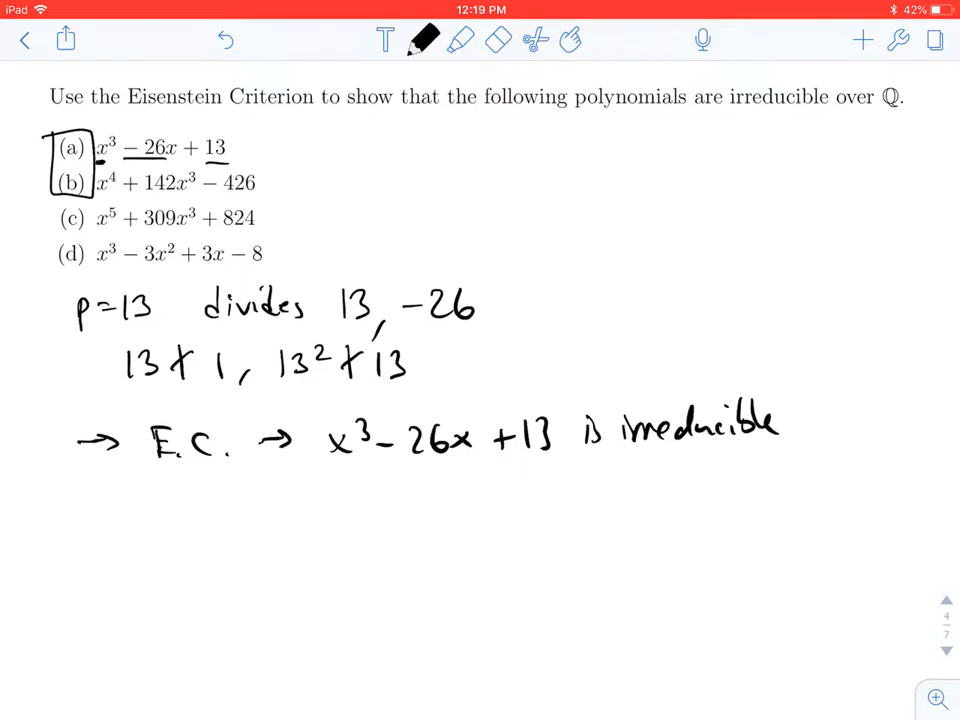 iPad 12:19 PM 42%
T
Use the Eisenstein Criterion to show that the following polynomials are irreducible over ℚ.
(a) x³ − 26x + 13
(b) x⁴ + 142x³ − 426
(c) x⁵ + 309x³ + 824
(d) x³ − 3x² + 3x − 8
p=13 divides 13, −26
13 ∤ 1, 13² ∤ 13
→ E.C. → x³ − 26x + 13 is irreducible
4
7